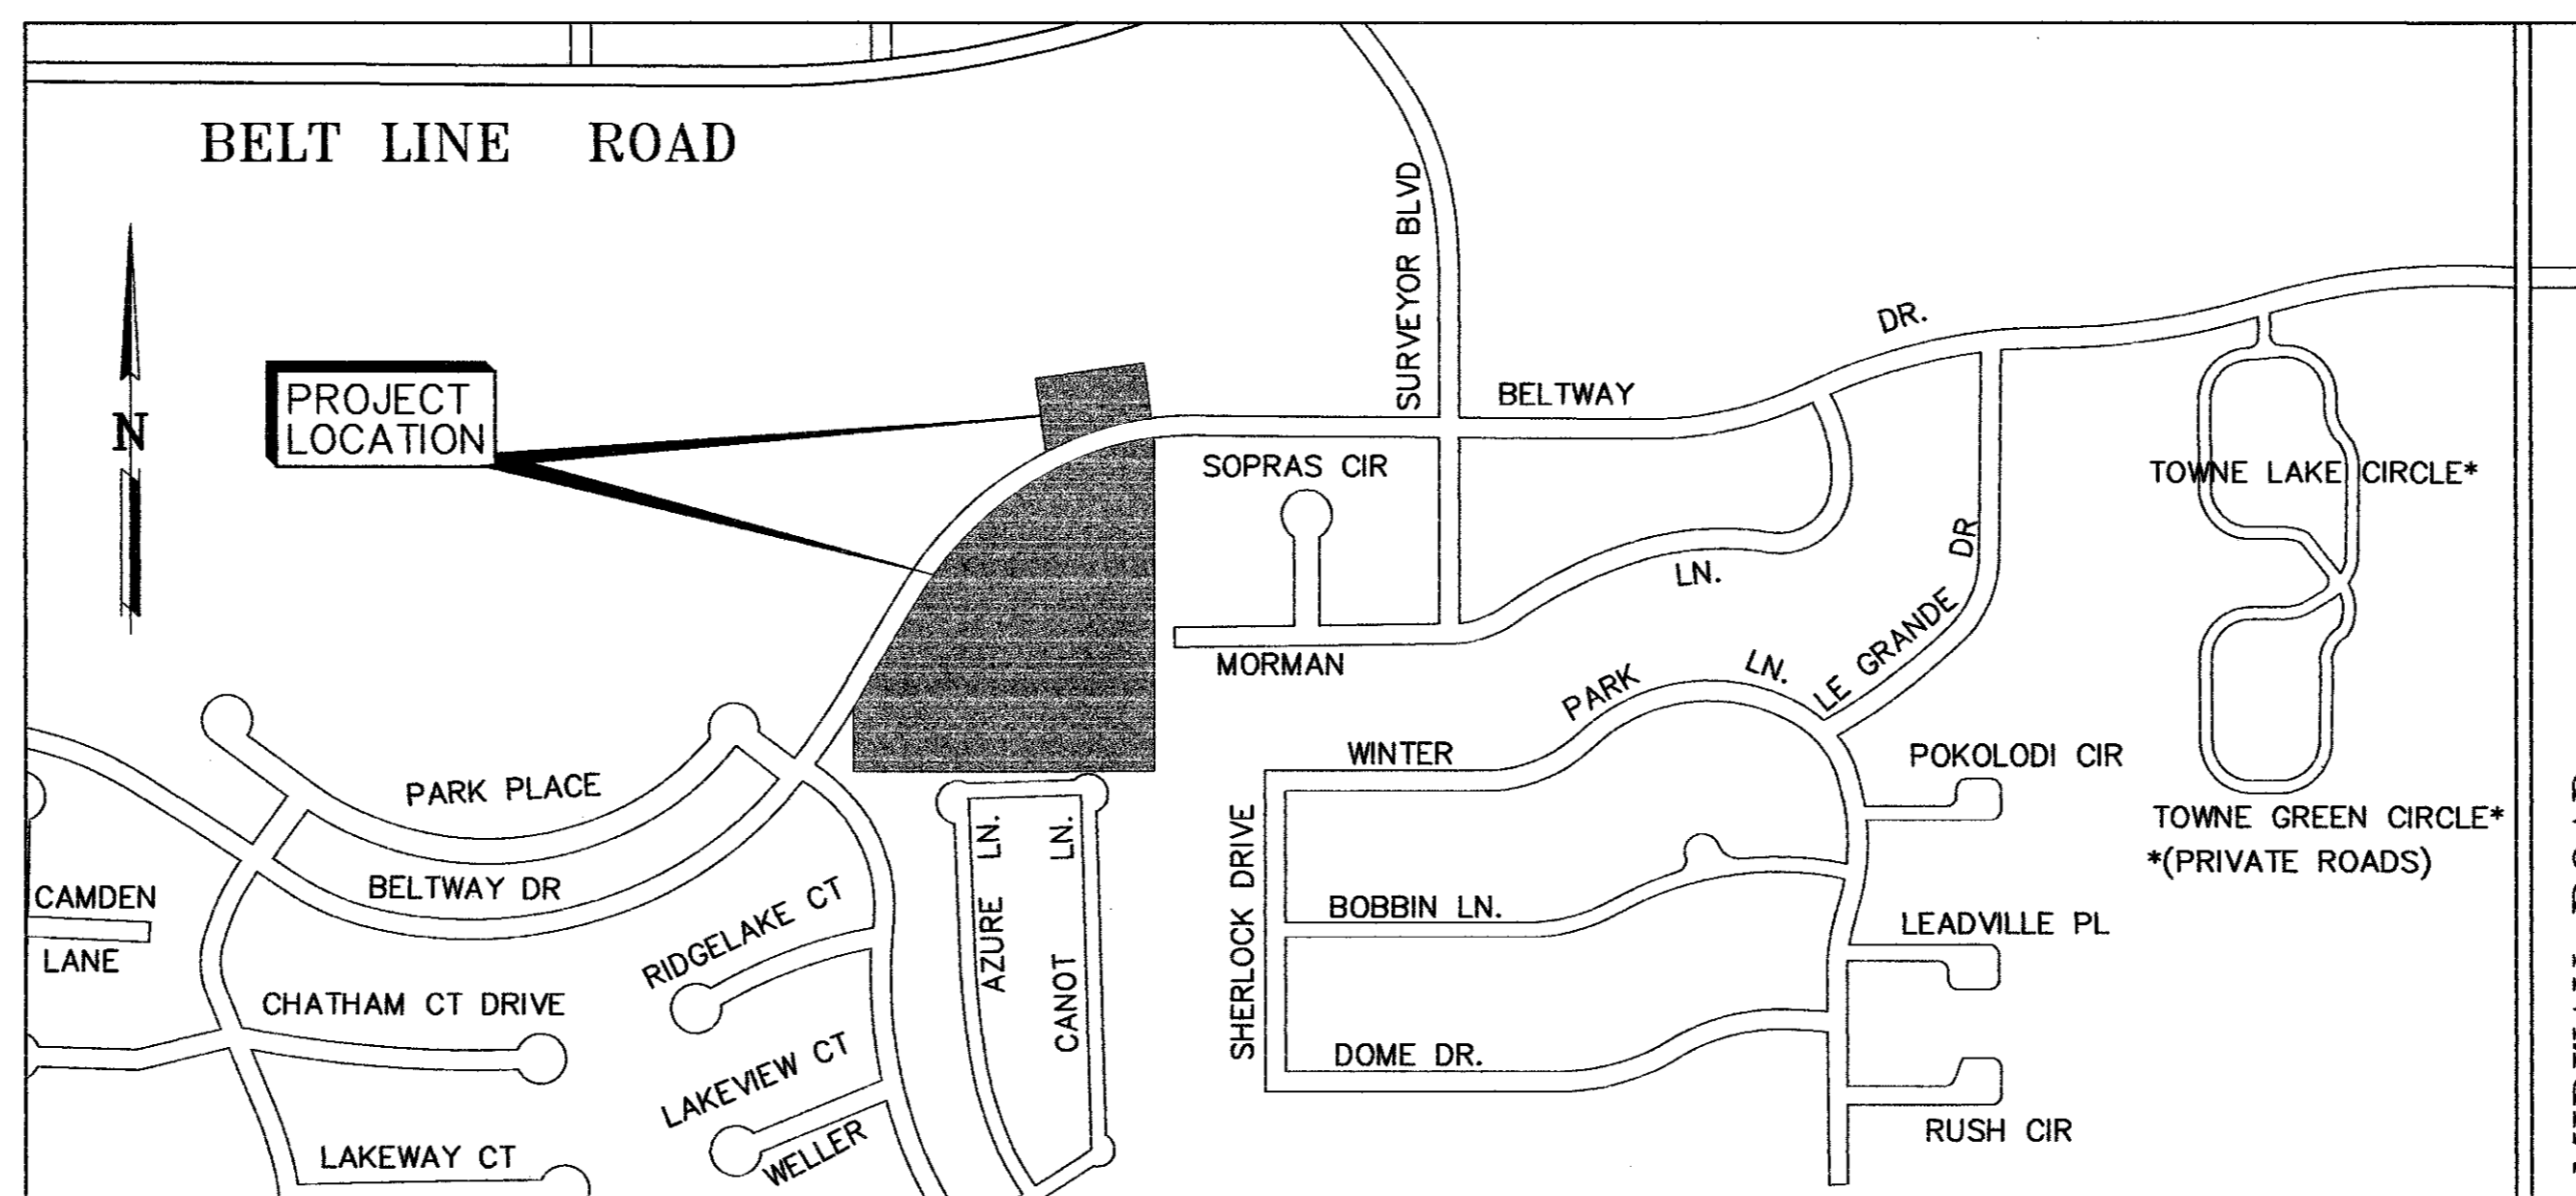 BELT LINE ROAD
N
PROJECT
LOCATION
SURVEYOR BLVD
BELTWAY DR.
SOPRAS CIR
MORMAN LN.
LE GRANDE DR
TOWNE LAKE CIRCLE*
TOWNE GREEN CIRCLE*
*(PRIVATE ROADS)
WINTER PARK LN.
POKOLODI CIR
PARK PLACE
BELTWAY DR
CAMDEN
LANE
CHATHAM CT DRIVE
LAKEWAY CT
RIDGELAKE CT
LAKEVIEW CT
WELLER
AZURE LN.
CANOT LN.
SHERLOCK DRIVE
BOBBIN LN.
LEADVILLE PL
DOME DR.
RUSH CIR